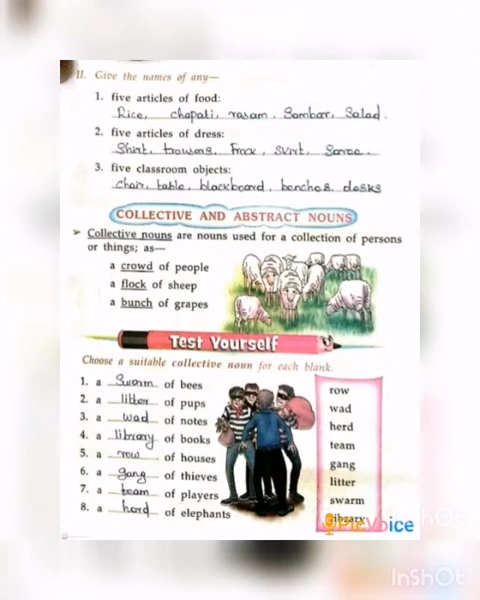 II. Give the names of any—
1. five articles of food:
Rice, chapati, rasam, Sambar, Salad.
2. five articles of dress:
Shirt, trousers, Frock, skirt, Saree.
3. five classroom objects:
chair, table, blackboard, benches, desks
COLLECTIVE AND ABSTRACT NOUNS
➤ Collective nouns are nouns used for a collection of persons
or things; as—
a crowd of people
a flock of sheep
a bunch of grapes
Test Yourself
Choose a suitable collective noun for each blank.
1. a Swarm of bees
2. a litter of pups
3. a wad of notes
4. a library of books
5. a row of houses
6. a gang of thieves
7. a team of players
8. a herd of elephants
row
wad
herd
team
gang
litter
swarm
library
InShOt
InShOt